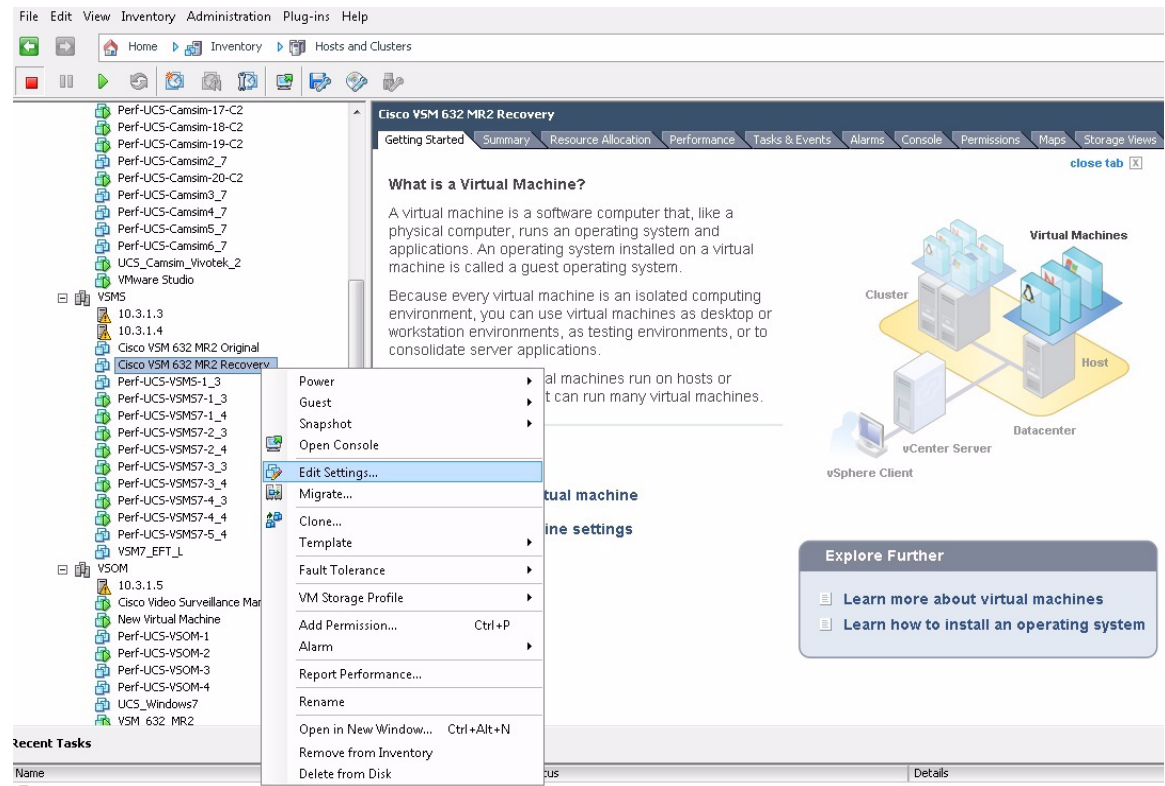 File Edit View Inventory Administration Plug-ins Help
Home Inventory Hosts and Clusters
Perf-UCS-Camsim-17-C2
Perf-UCS-Camsim-18-C2
Perf-UCS-Camsim-19-C2
Perf-UCS-Camsim2_7
Perf-UCS-Camsim-20-C2
Perf-UCS-Camsim3_7
Perf-UCS-Camsim4_7
Perf-UCS-Camsim5_7
Perf-UCS-Camsim6_7
UCS_Camsim_Vivotek_2
VMware Studio
VSMS
10.3.1.3
10.3.1.4
Cisco VSM 632 MR2 Original
Cisco VSM 632 MR2 Recovery
Perf-UCS-VSMS-1_3
Perf-UCS-VSMS7-1_3
Perf-UCS-VSMS7-1_4
Perf-UCS-VSMS7-2_3
Perf-UCS-VSMS7-2_4
Perf-UCS-VSMS7-3_3
Perf-UCS-VSMS7-3_4
Perf-UCS-VSMS7-4_3
Perf-UCS-VSMS7-4_4
Perf-UCS-VSMS7-5_4
VSM7_EFT_L
VSOM
10.3.1.5
Cisco Video Surveillance Mar
New Virtual Machine
Perf-UCS-VSOM-1
Perf-UCS-VSOM-2
Perf-UCS-VSOM-3
Perf-UCS-VSOM-4
UCS_Windows7
VSM_632_MR2
Power
Guest
Snapshot
Open Console
Edit Settings...
Migrate...
Clone...
Template
Fault Tolerance
VM Storage Profile
Add Permission... Ctrl+P
Alarm
Report Performance...
Rename
Open in New Window... Ctrl+Alt+N
Remove from Inventory
Delete from Disk
Cisco VSM 632 MR2 Recovery
Getting Started Summary Resource Allocation Performance Tasks & Events Alarms Console Permissions Maps Storage Views
close tab X
What is a Virtual Machine?
A virtual machine is a software computer that, like a
physical computer, runs an operating system and
applications. An operating system installed on a virtual
machine is called a guest operating system.
Because every virtual machine is an isolated computing
environment, you can use virtual machines as desktop or
workstation environments, as testing environments, or to
consolidate server applications.
al machines run on hosts or
t can run many virtual machines.
tual machine
ine settings
Virtual Machines
Cluster
Host
Datacenter
vCenter Server
vSphere Client
Explore Further
Learn more about virtual machines
Learn how to install an operating system
Recent Tasks
Name tus Details